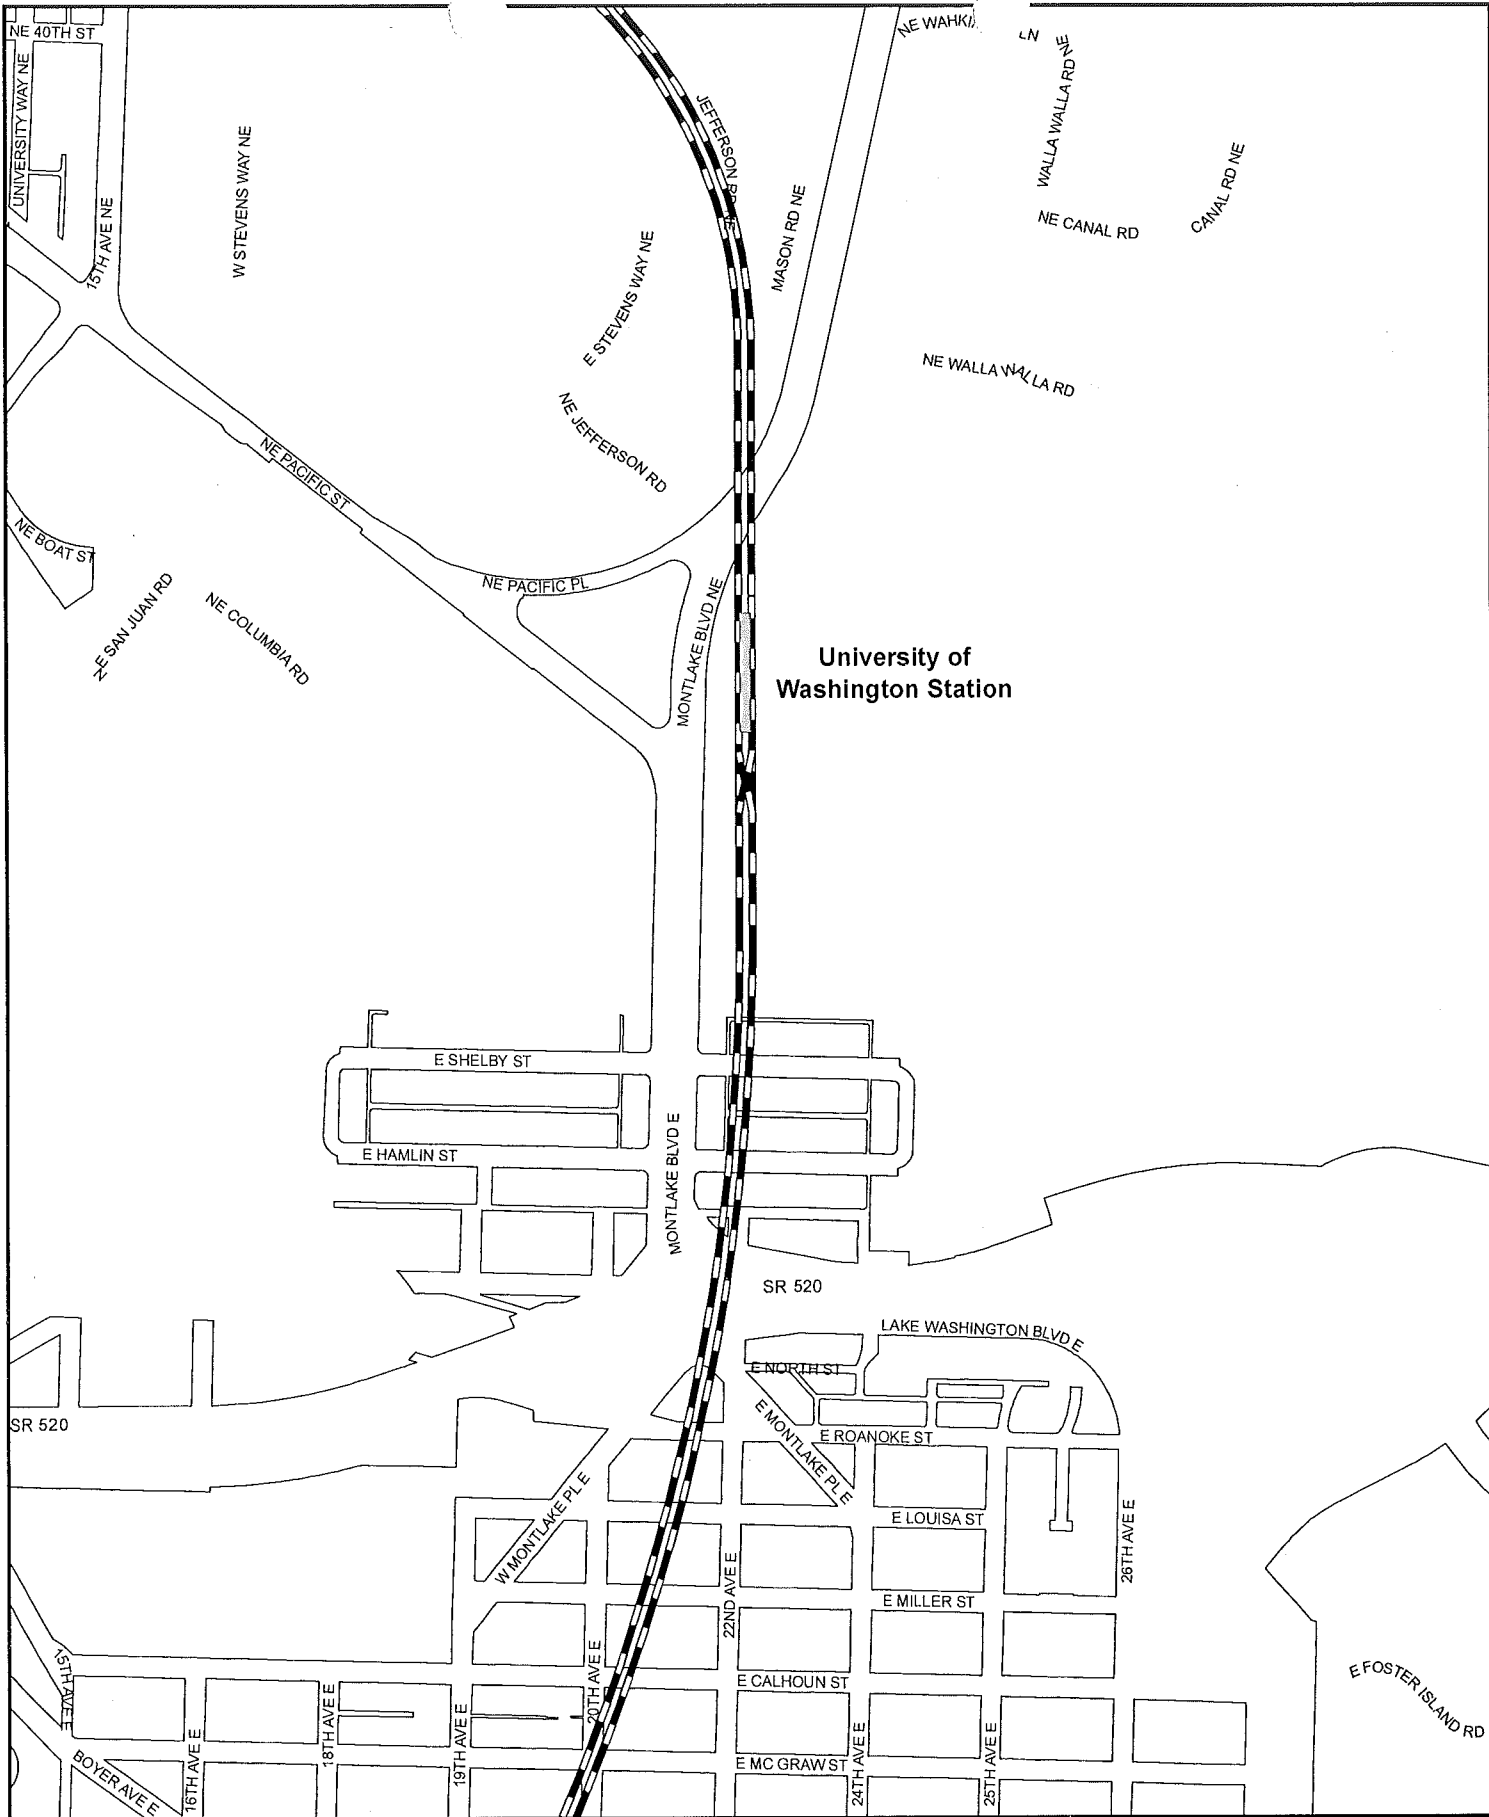 NE 40TH ST
NE WAHKI
LN
UNIVERSITY WAY NE
WALLA WALLA RD NE
JEFFERSON RD NE
W STEVENS WAY NE
CANAL RD NE
MASON RD NE
15TH AVE NE
NE CANAL RD
E STEVENS WAY NE
NE WALLA WALLA RD
NE JEFFERSON RD
NE PACIFIC ST
NE BOAT ST
NE PACIFIC PL
NE SAN JUAN RD
NE COLUMBIA RD
MONTLAKE BLVD NE
University of
Washington Station
E SHELBY ST
E HAMLIN ST
MONTLAKE BLVD E
SR 520
LAKE WASHINGTON BLVD E
E NORTH ST
SR 520
E MONTLAKE PL E
E ROANOKE ST
W MONTLAKE PL E
E LOUISA ST
26TH AVE E
22ND AVE E
E MILLER ST
15TH AVE E
20TH AVE E
E CALHOUN ST
E FOSTER ISLAND RD
18TH AVE E
19TH AVE E
16TH AVE E
BOYER AVE E
E MC GRAW ST
24TH AVE E
25TH AVE E